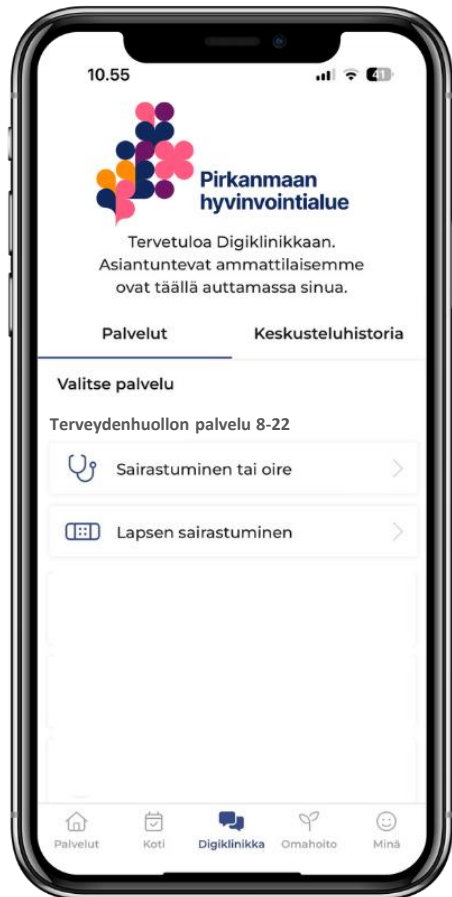 10.55
41
Pirkanmaan
hyvinvointialue
Tervetuloa Digiklinikkaan.
Asiantuntevat ammattilaisemme
ovat täällä auttamassa sinua.
Palvelut Keskusteluhistoria
Valitse palvelu
Terveydenhuollon palvelu 8-22
Sairastuminen tai oire
Lapsen sairastuminen
Palvelut Koti Digiklinikka Omahoito Minä